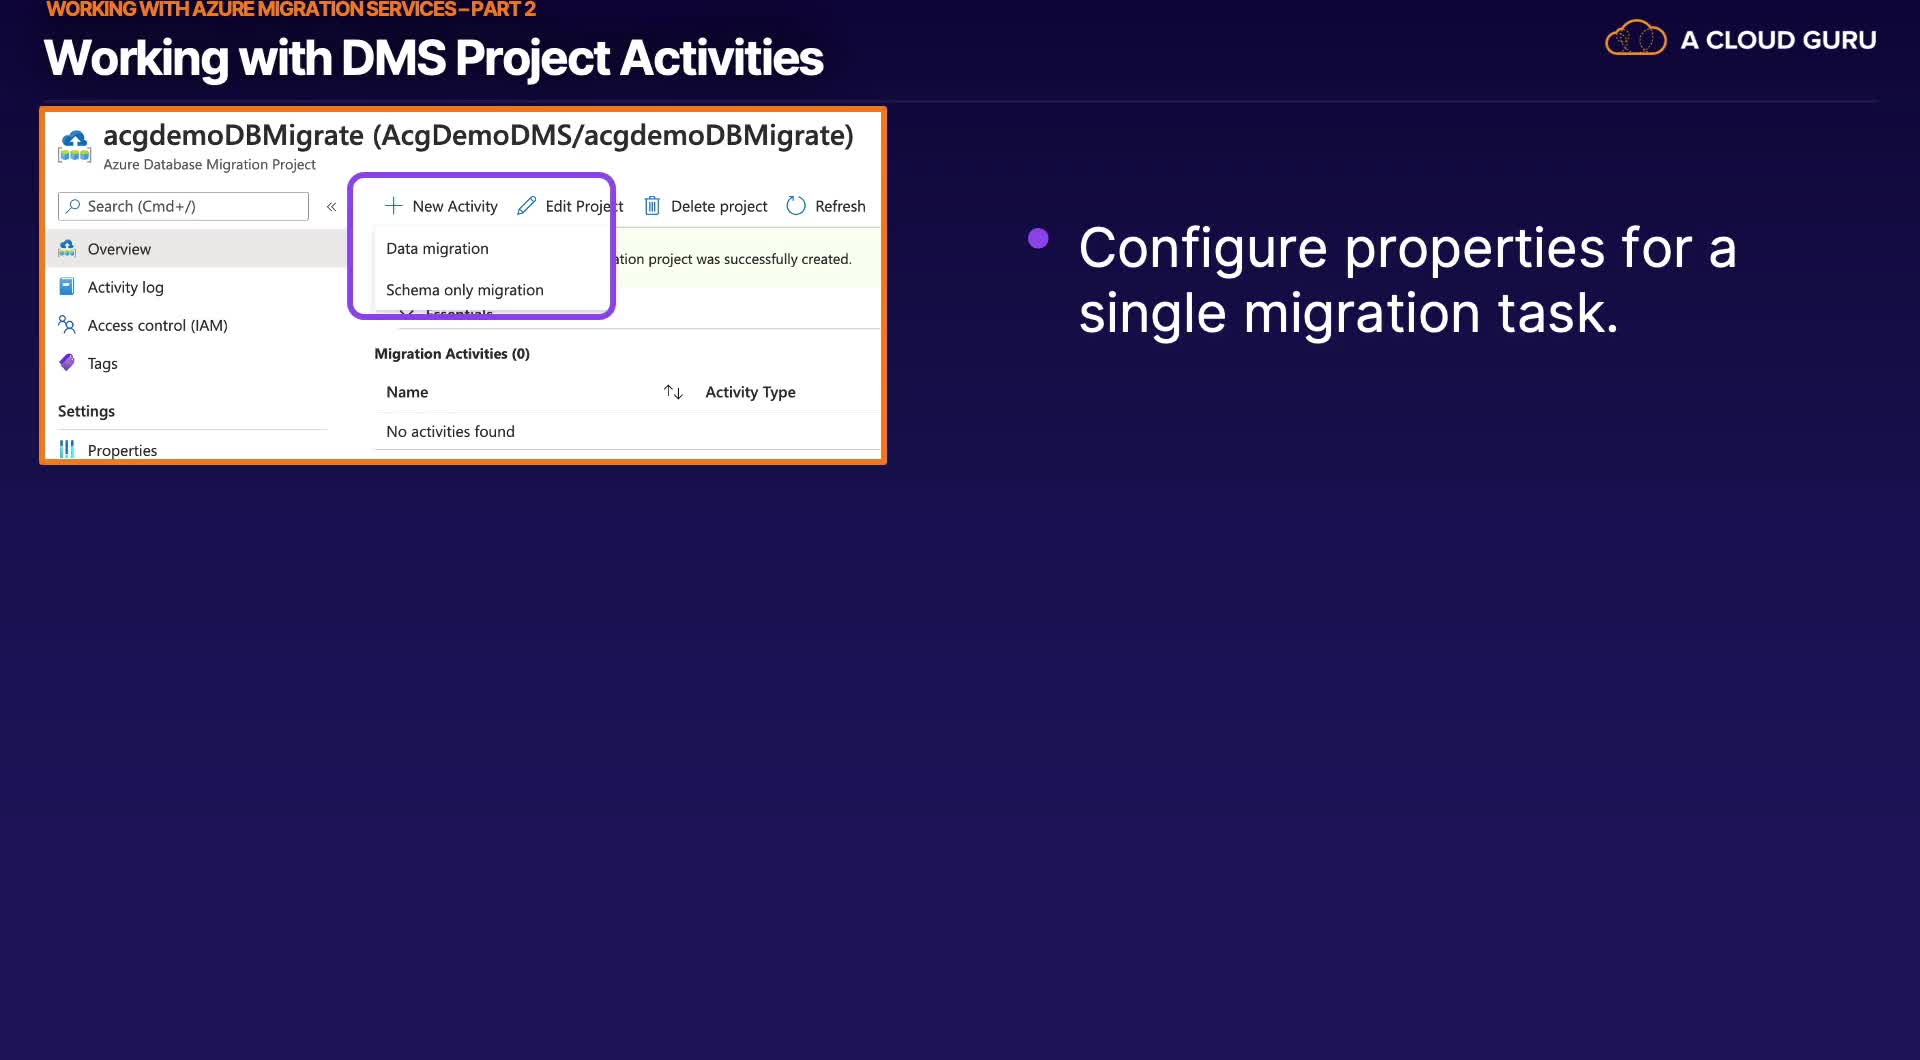 WORKING WITH AZURE MIGRATION SERVICES – PART 2
Working with DMS Project Activities
A CLOUD GURU
acgdemoDBMigrate (AcgDemoDMS/acgdemoDBMigrate)
Azure Database Migration Project
Search (Cmd+/)
«
New Activity
Edit Project
Delete project
Refresh
Overview
Activity log
Access control (IAM)
Tags
Settings
Properties
Data migration
Schema only migration
ation project was successfully created.
Essentials
Migration Activities (0)
Name
Activity Type
No activities found
• Configure properties for a
single migration task.